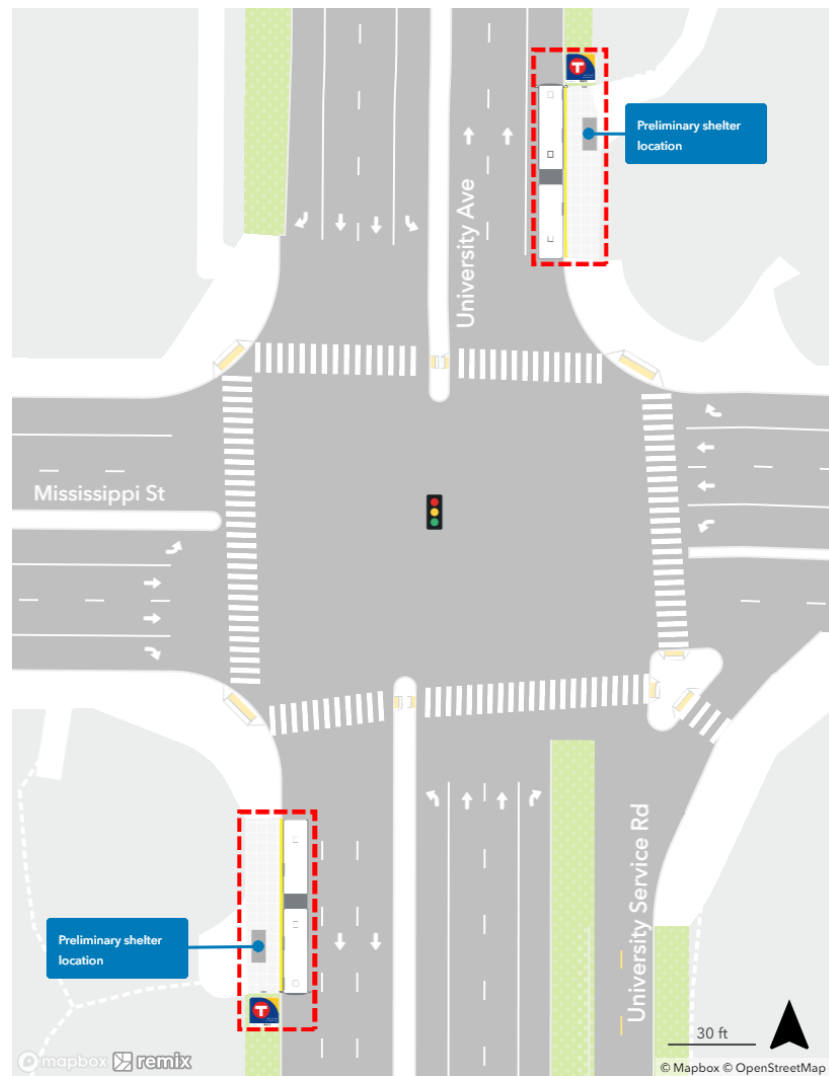 T
Preliminary shelter
location
University Ave
Mississippi St
Preliminary shelter
location
T
University Service Rd
30 ft
mapbox remix
© Mapbox © OpenStreetMap